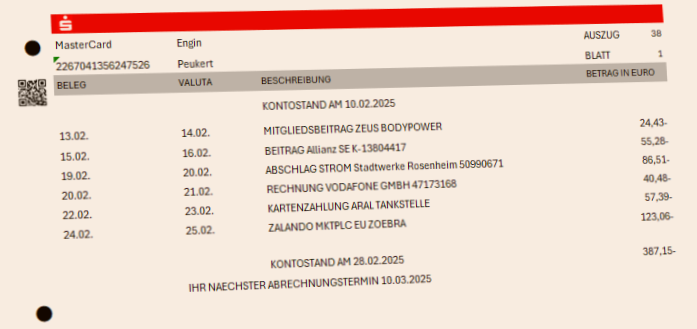 MasterCard Engin AUSZUG 38
2267041356247526 Peukert BLATT 1
BELEG VALUTA BESCHREIBUNG BETRAG IN EURO
KONTOSTAND AM 10.02.2025
13.02. 14.02. MITGLIEDSBEITRAG ZEUS BODYPOWER 24,43-
15.02. 16.02. BEITRAG Allianz SE K-13804417 55,28-
19.02. 20.02. ABSCHLAG STROM Stadtwerke Rosenheim 50990671 86,51-
20.02. 21.02. RECHNUNG VODAFONE GMBH 47173168 40,48-
22.02. 23.02. KARTENZAHLUNG ARAL TANKSTELLE 57,39-
24.02. 25.02. ZALANDO MKTPLC EU ZOEBRA 123,06-
KONTOSTAND AM 28.02.2025 387,15-
IHR NAECHSTER ABRECHNUNGSTERMIN 10.03.2025